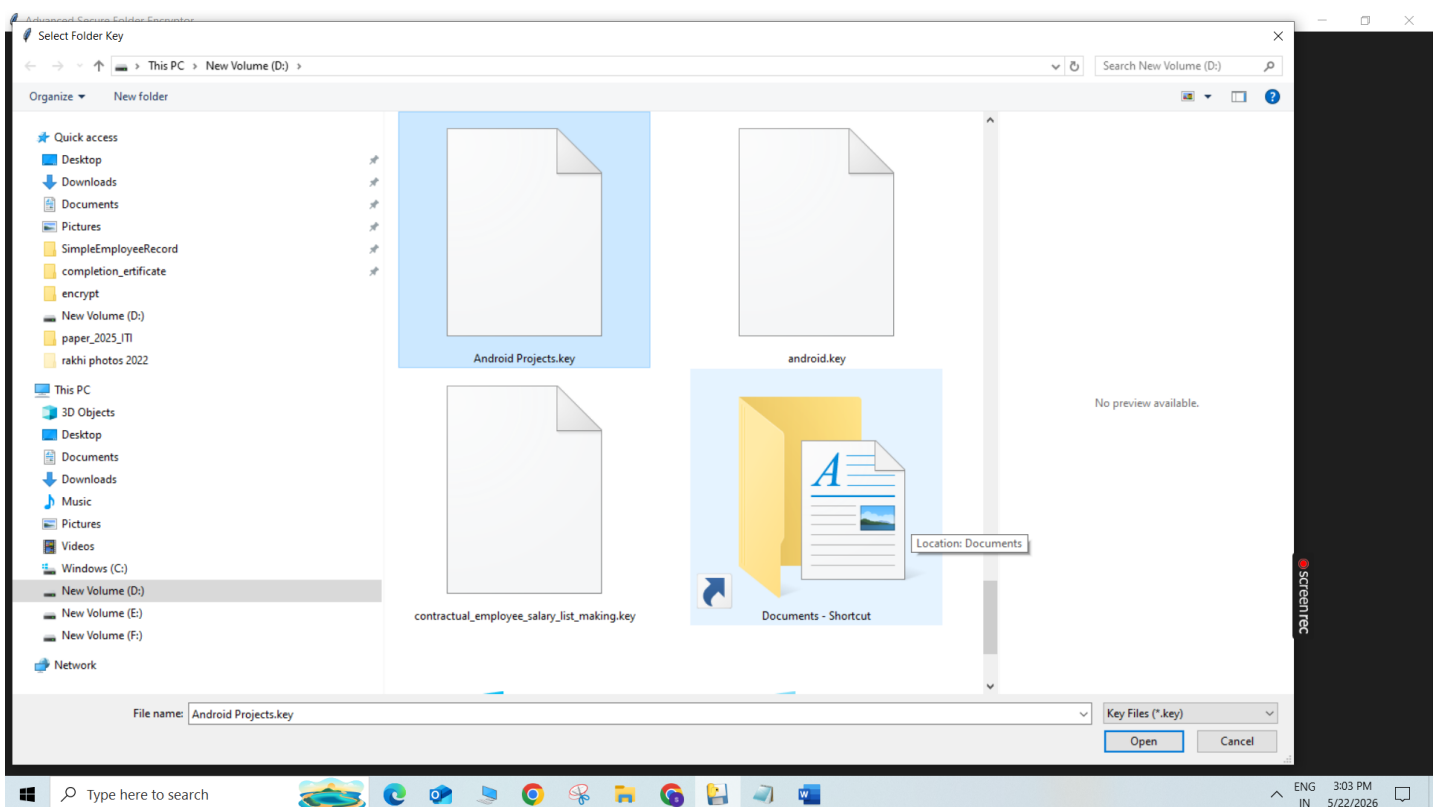 Advanced Secure Folder Encryptor
Select Folder Key
This PC > New Volume (D:) >
Search New Volume (D:)
Organize
New folder
Quick access
Desktop
Downloads
Documents
Pictures
SimpleEmployeeRecord
completion_ertificate
encrypt
New Volume (D:)
paper_2025_ITI
rakhi photos 2022
This PC
3D Objects
Desktop
Documents
Downloads
Music
Pictures
Videos
Windows (C:)
New Volume (D:)
New Volume (E:)
New Volume (F:)
Network
Android Projects.key
android.key
contractual_employee_salary_list_making.key
Documents - Shortcut
Location: Documents
No preview available.
screenrec
File name: Android Projects.key
Key Files (*.key)
Open
Cancel
Type here to search
ENG
IN
3:03 PM
5/22/2026